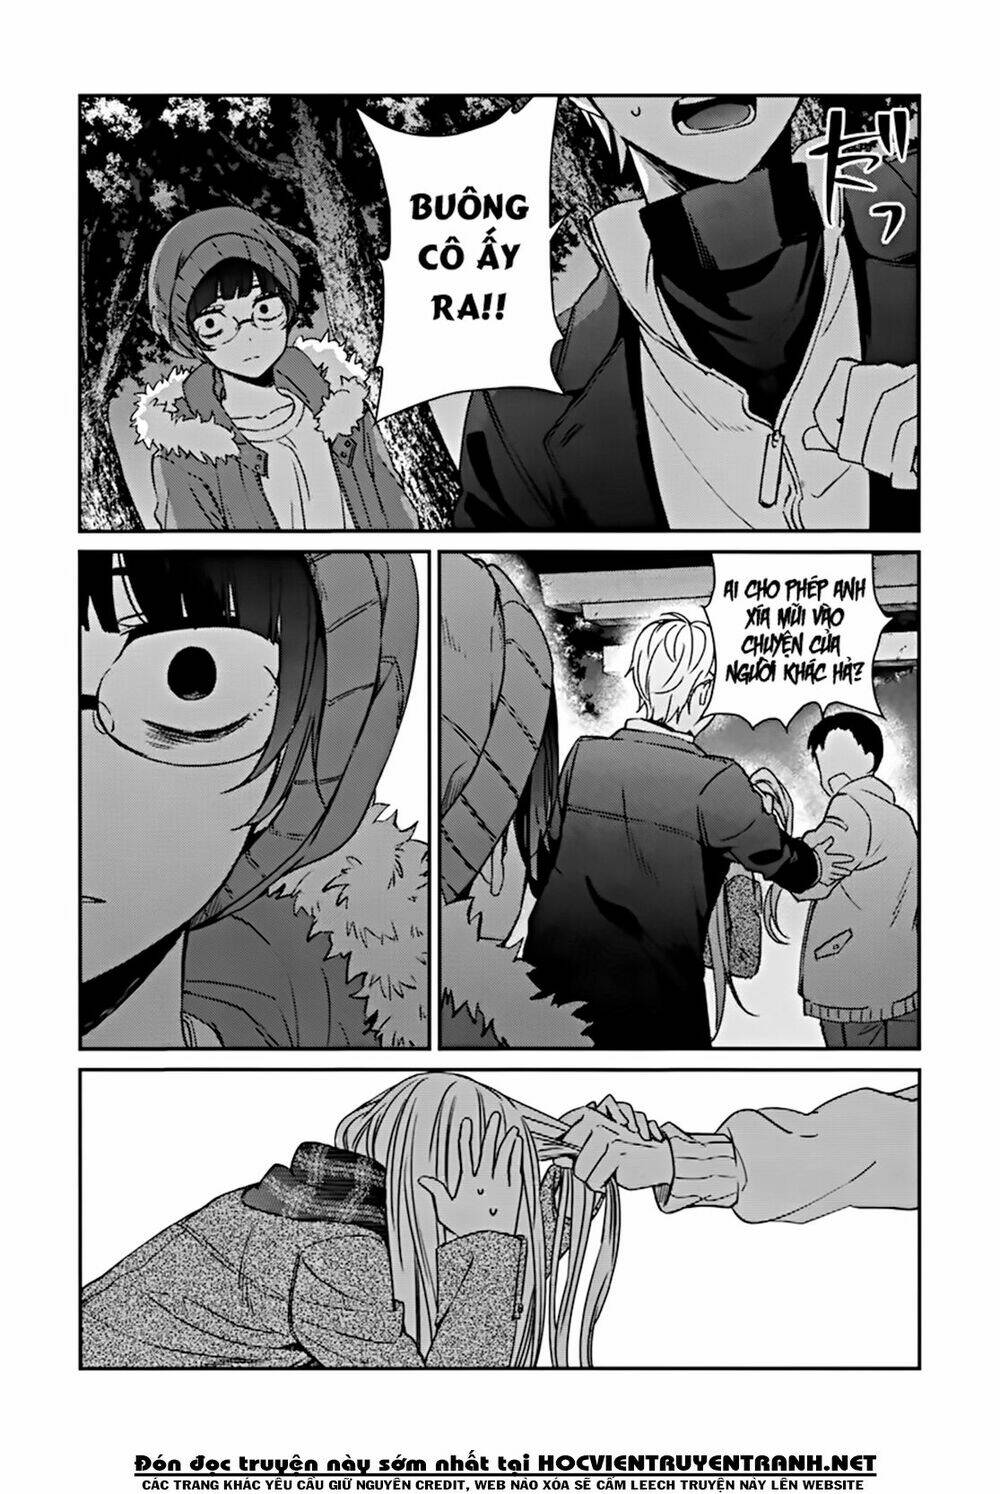 BUÔNG
CÔ ẤY
RA!!
ダッ
AI CHO PHÉP ANH
XÍA MŨI VÀO
CHUYỆN CỦA
NGƯỜI KHÁC HẢ?
Đón đọc truyện này sớm nhất tại HOCVIENTRUYENTRANH.NET
CÁC TRANG KHÁC YÊU CẦU GIỮ NGUYÊN CREDIT, WEB NÀO XÓA SẼ CẤM LEECH TRUYỆN NÀY LÊN WEBSITE